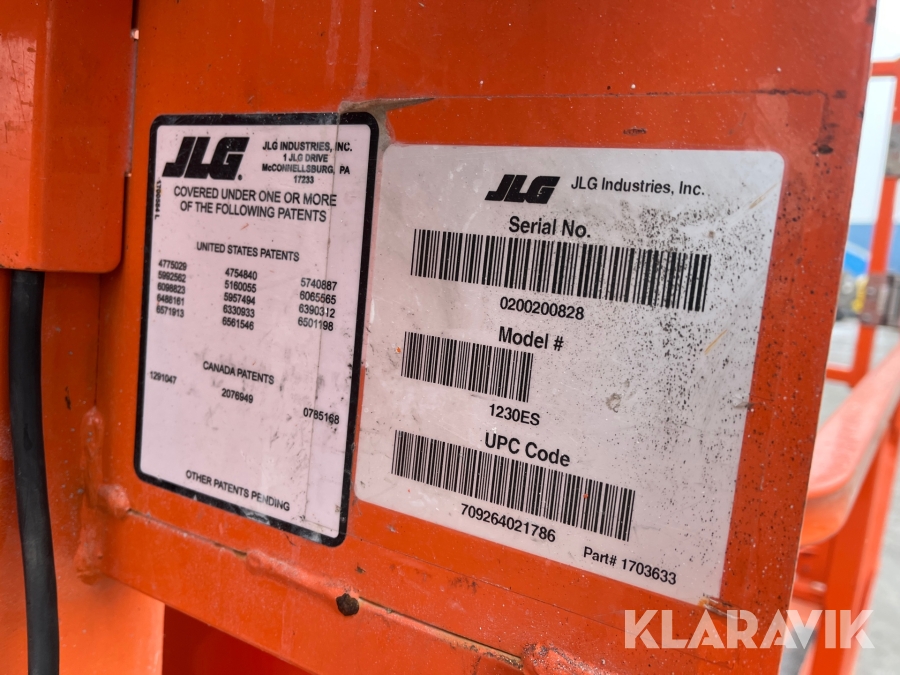 JLG
JLG INDUSTRIES, INC.
1 JLG DRIVE
McCONNELLSBURG, PA
17233
COVERED UNDER ONE OR MORE
OF THE FOLLOWING PATENTS
UNITED STATES PATENTS
4775029 4754840 5740887
5992562 5160055 6065565
6098823 5957494 6390312
6488161 6330933 6501198
6571913 6561546
CANADA PATENTS
1291047 2076949 0785168
OTHER PATENTS PENDING
JLG JLG Industries, Inc.
Serial No.
0200200828
Model #
1230ES
UPC Code
709264021786
Part# 1703633
KLARAVIK